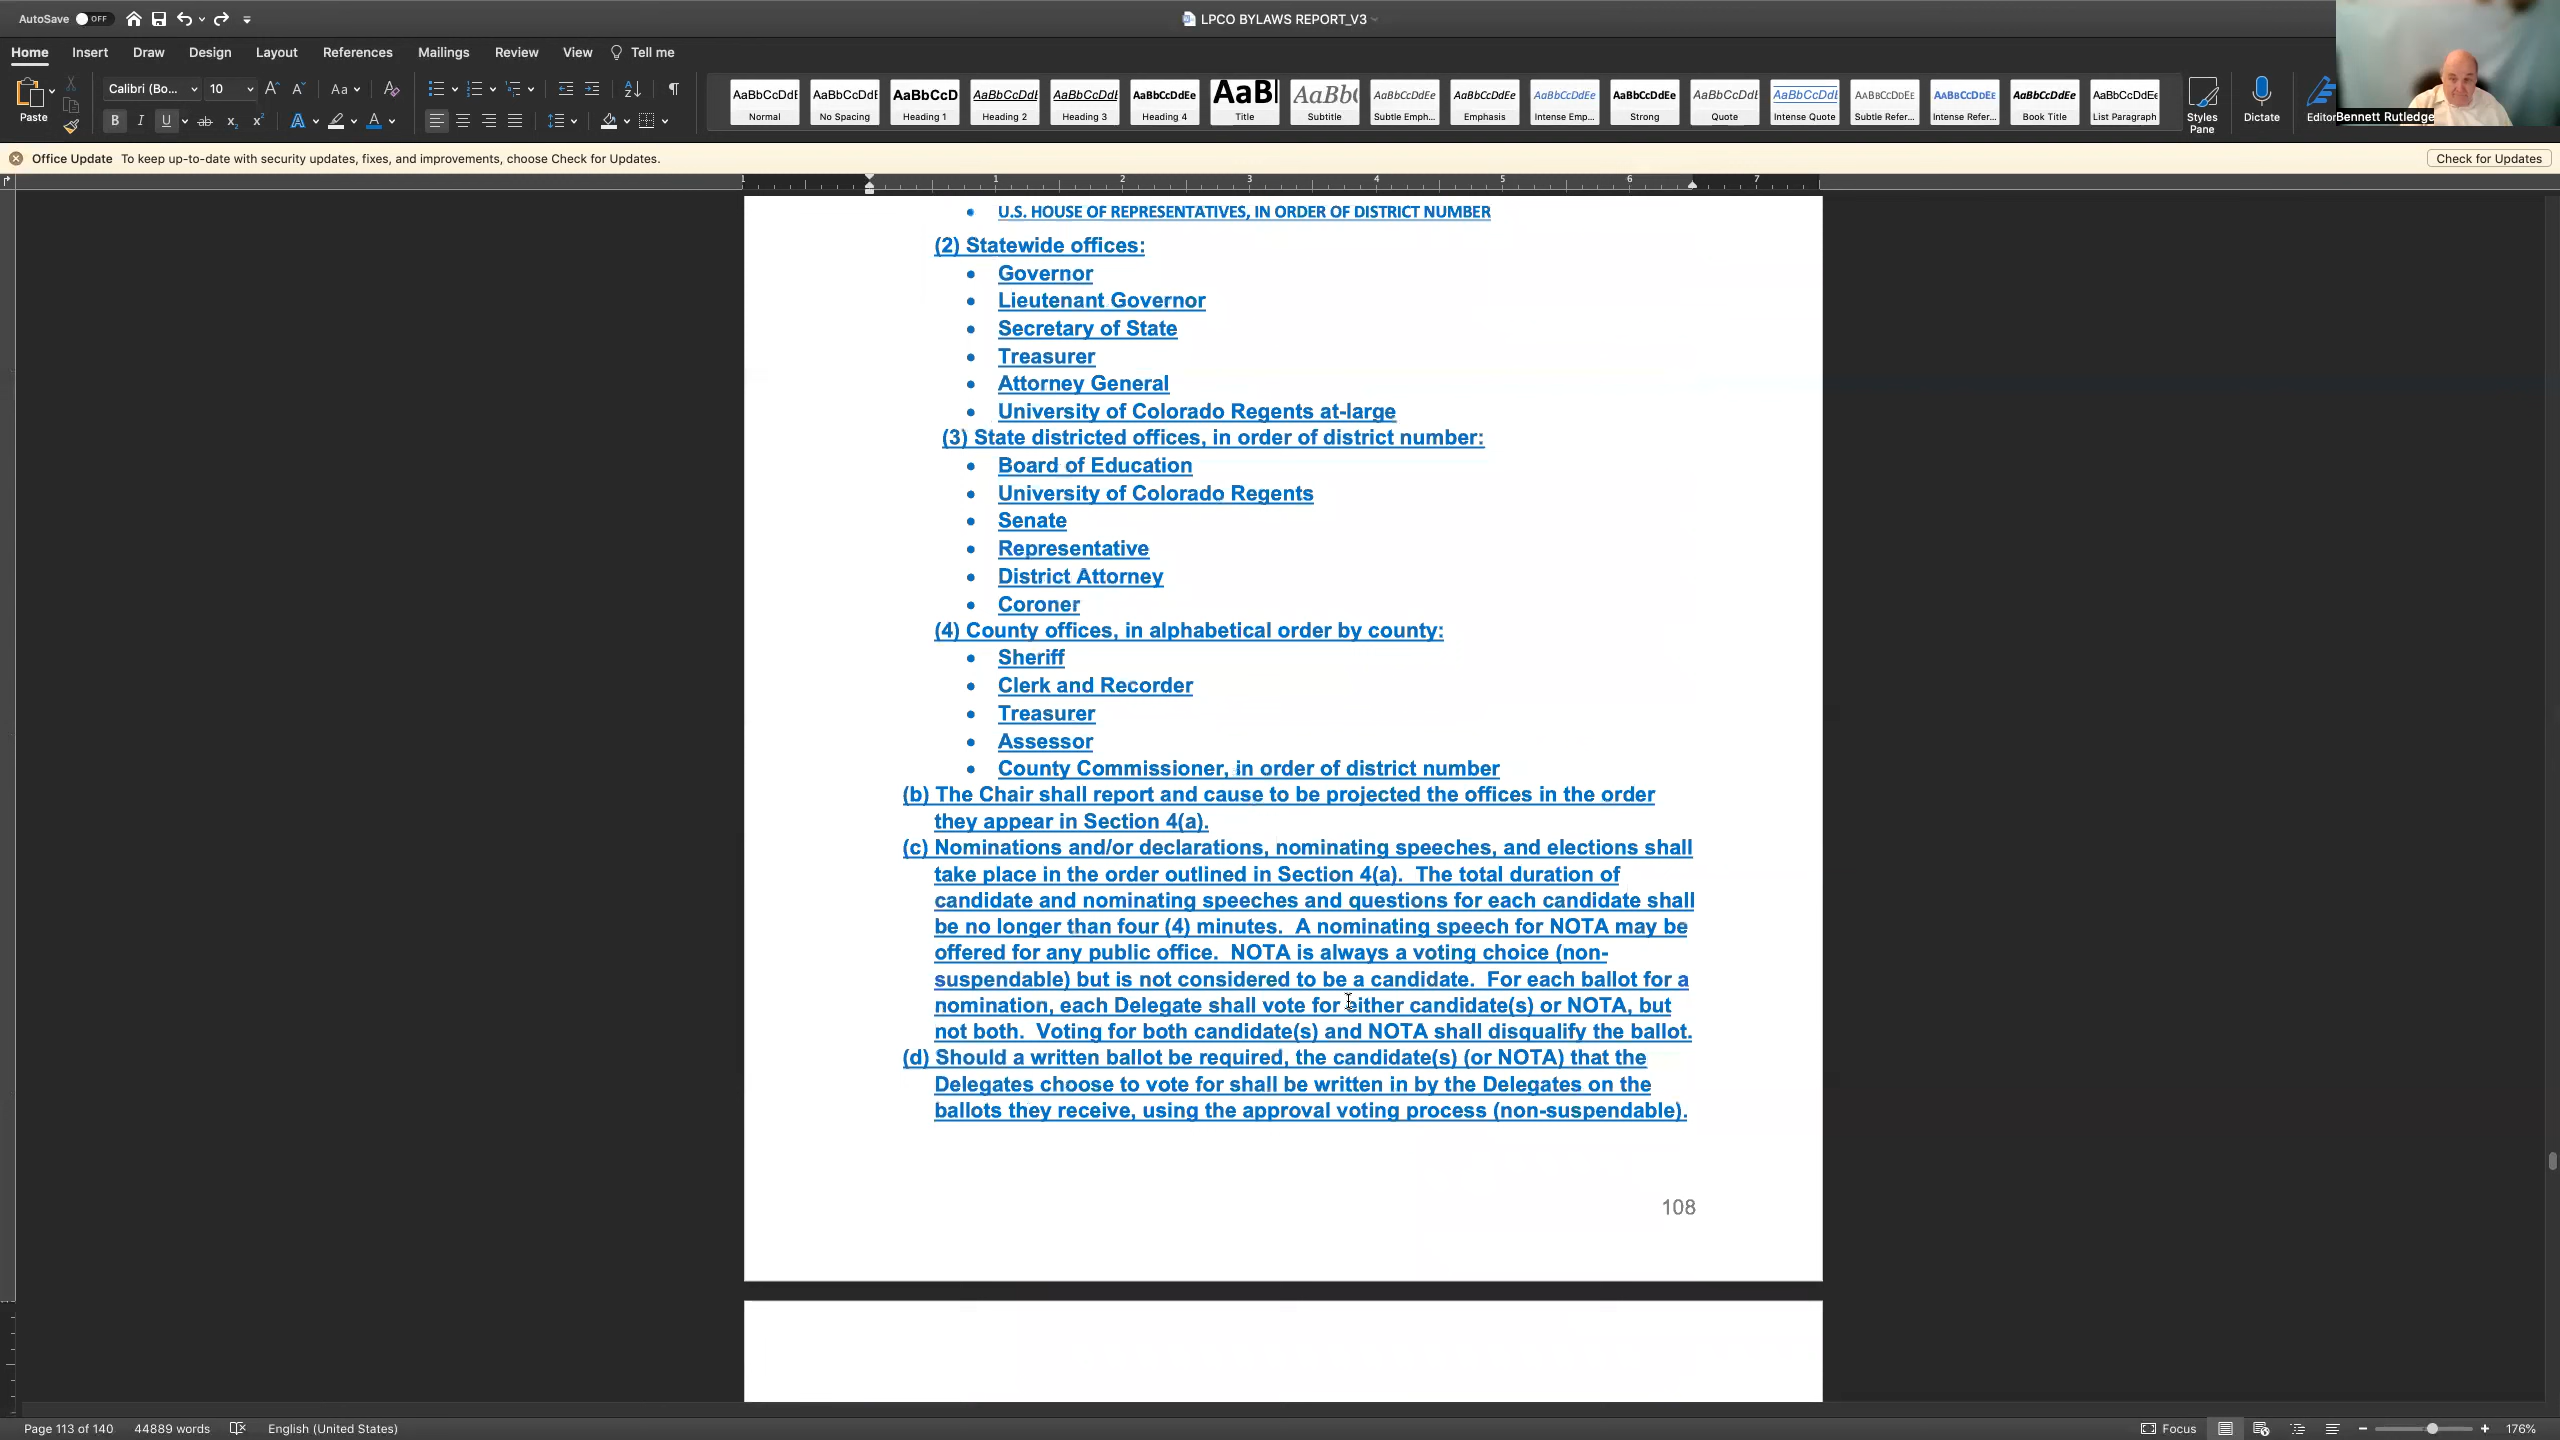 AutoSave OFF LPCO BYLAWS REPORT_V3
Home Insert Draw Design Layout References Mailings Review View Tell me
Paste Calibri (Bo... 10 Aa
B I U ab x₂ x² A A
AaBbCcDdE AaBbCcDdE AaBbCcD AaBbCcDdE AaBbCcDdE AaBbCcDdEe AaBb AaBbC AaBbCcDdEe AaBbCcDdEe AaBbCcDdEe AaBbCcDdEe AaBbCcDdE AaBbCcDdE AaBbCcDdEe AaBbCcDdEe AaBbCcDdEe AaBbCcDdEe
Normal No Spacing Heading 1 Heading 2 Heading 3 Heading 4 Title Subtitle Subtle Emph... Emphasis Intense Emp... Strong Quote Intense Quote Subtle Refer... Intense Refer... Book Title List Paragraph
Styles Pane Dictate Editor Bennett Rutledge
Office Update To keep up-to-date with security updates, fixes, and improvements, choose Check for Updates. Check for Updates
1 1 2 3 4 5 6 7
• U.S. HOUSE OF REPRESENTATIVES, IN ORDER OF DISTRICT NUMBER
(2) Statewide offices:
• Governor
• Lieutenant Governor
• Secretary of State
• Treasurer
• Attorney General
• University of Colorado Regents at-large
(3) State districted offices, in order of district number:
• Board of Education
• University of Colorado Regents
• Senate
• Representative
• District Attorney
• Coroner
(4) County offices, in alphabetical order by county:
• Sheriff
• Clerk and Recorder
• Treasurer
• Assessor
• County Commissioner, in order of district number
(b) The Chair shall report and cause to be projected the offices in the order
they appear in Section 4(a).
(c) Nominations and/or declarations, nominating speeches, and elections shall
take place in the order outlined in Section 4(a). The total duration of
candidate and nominating speeches and questions for each candidate shall
be no longer than four (4) minutes. A nominating speech for NOTA may be
offered for any public office. NOTA is always a voting choice (non-
suspendable) but is not considered to be a candidate. For each ballot for a
nomination, each Delegate shall vote for either candidate(s) or NOTA, but
not both. Voting for both candidate(s) and NOTA shall disqualify the ballot.
(d) Should a written ballot be required, the candidate(s) (or NOTA) that the
Delegates choose to vote for shall be written in by the Delegates on the
ballots they receive, using the approval voting process (non-suspendable).
108
Page 113 of 140 44889 words English (United States) Focus 176%